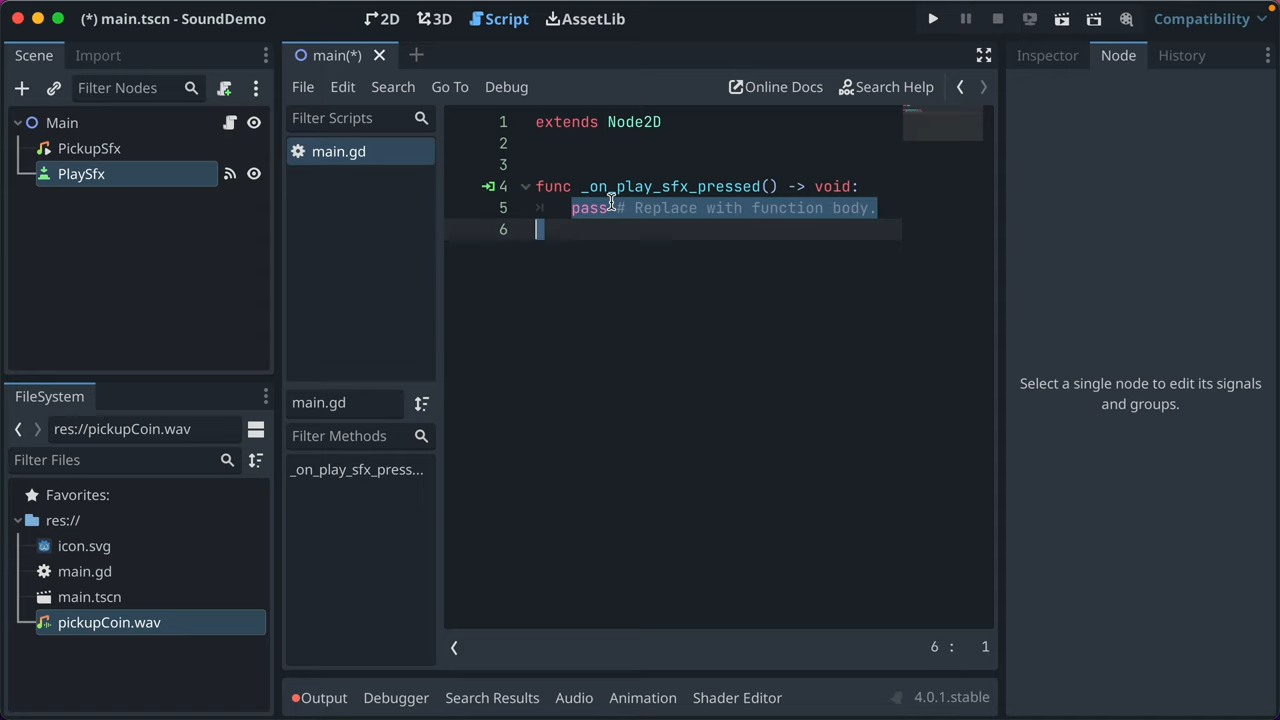 (*) main.tscn - SoundDemo
2D
3D
Script
AssetLib
Compatibility
Scene
Import
main(*)
Inspector
Node
History
Filter Nodes
File
Edit
Search
Go To
Debug
Online Docs
Search Help
Main
PickupSfx
PlaySfx
Filter Scripts
main.gd
1 extends Node2D
2
3
4 func _on_play_sfx_pressed() -> void:
5 pass # Replace with function body.
6
Select a single node to edit its signals
and groups.
FileSystem
res://pickupCoin.wav
Filter Files
Favorites:
res://
icon.svg
main.gd
main.tscn
pickupCoin.wav
main.gd
Filter Methods
_on_play_sfx_press...
6 : 1
Output
Debugger
Search Results
Audio
Animation
Shader Editor
4.0.1.stable